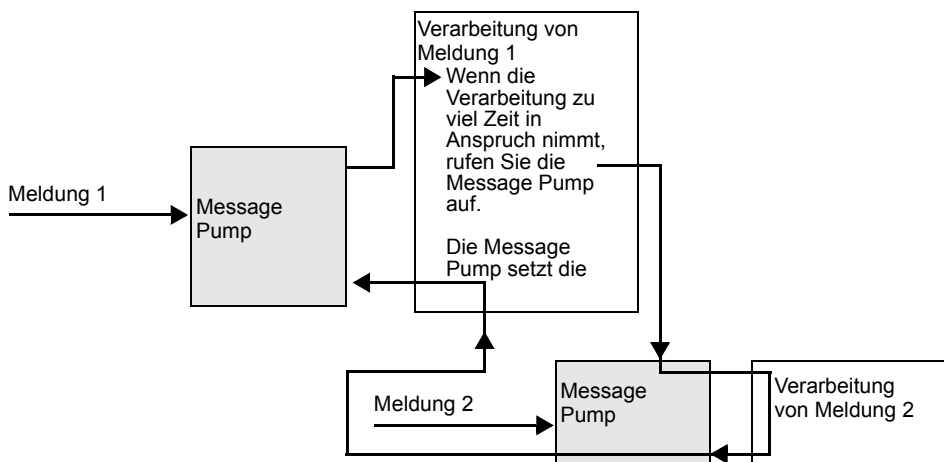 Meldung 1
Message
Pump
Verarbeitung von
Meldung 1
Wenn die
Verarbeitung zu
viel Zeit in
Anspruch nimmt,
rufen Sie die
Message Pump
auf.
Die Message
Pump setzt die
Meldung 2
Message
Pump
Verarbeitung
von Meldung 2